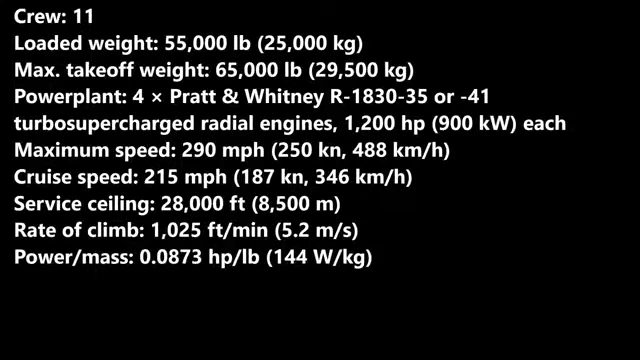 Crew: 11
Loaded weight: 55,000 lb (25,000 kg)
Max. takeoff weight: 65,000 lb (29,500 kg)
Powerplant: 4 × Pratt & Whitney R-1830-35 or -41
turbosupercharged radial engines, 1,200 hp (900 kW) each
Maximum speed: 290 mph (250 kn, 488 km/h)
Cruise speed: 215 mph (187 kn, 346 km/h)
Service ceiling: 28,000 ft (8,500 m)
Rate of climb: 1,025 ft/min (5.2 m/s)
Power/mass: 0.0873 hp/lb (144 W/kg)